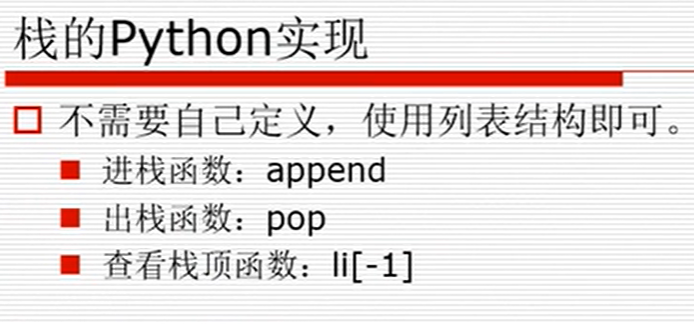 栈的Python实现
不需要自己定义，使用列表结构即可。
进栈函数：append
出栈函数：pop
查看栈顶函数：li[-1]